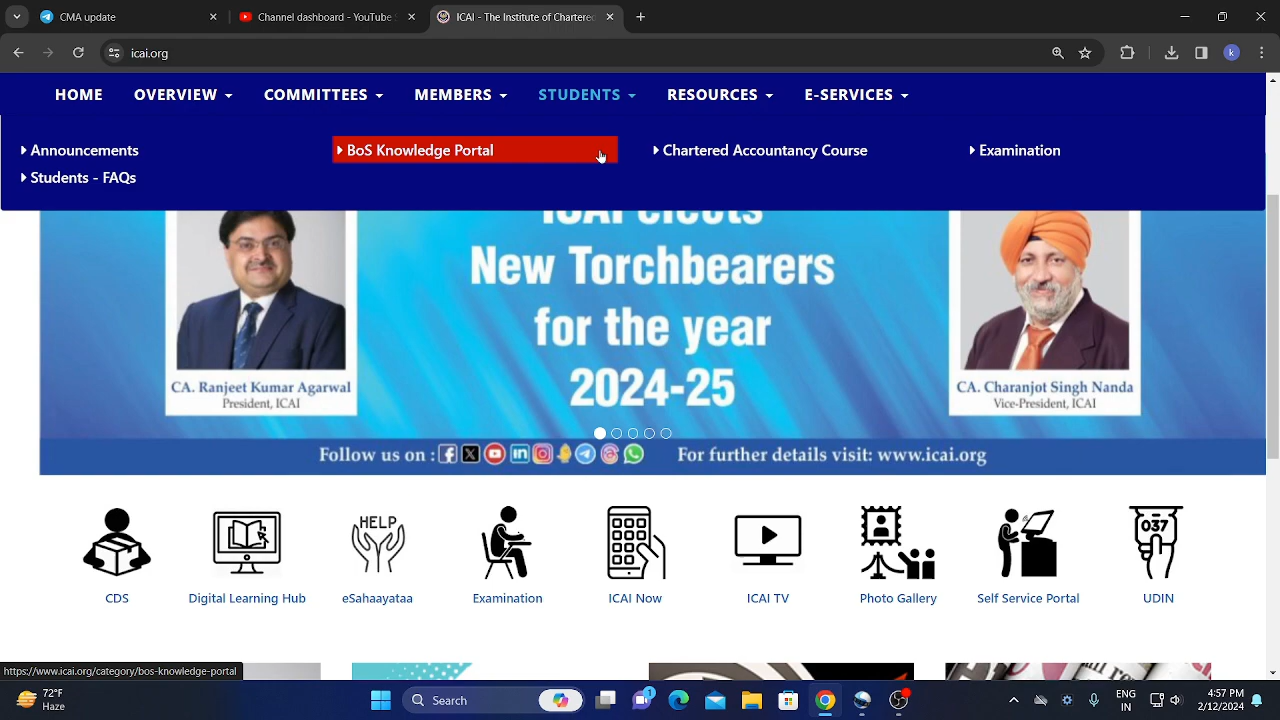 CMA update
Channel dashboard - YouTube S
ICAI - The Institute of Chartered
icai.org
k
HOME
OVERVIEW
COMMITTEES
MEMBERS
STUDENTS
RESOURCES
E-SERVICES
Announcements
BoS Knowledge Portal
Chartered Accountancy Course
Examination
Students - FAQs
ICAI elects
New Torchbearers
for the year
2024-25
CA. Ranjeet Kumar Agarwal
President, ICAI
CA. Charanjot Singh Nanda
Vice-President, ICAI
Follow us on :
For further details visit: www.icai.org
HELP
037
CDS
Digital Learning Hub
eSahaayataa
Examination
ICAI Now
ICAI TV
Photo Gallery
Self Service Portal
UDIN
https://www.icai.org/category/bos-knowledge-portal
72°F
Haze
Search
1
ENG
IN
4:57 PM
2/12/2024